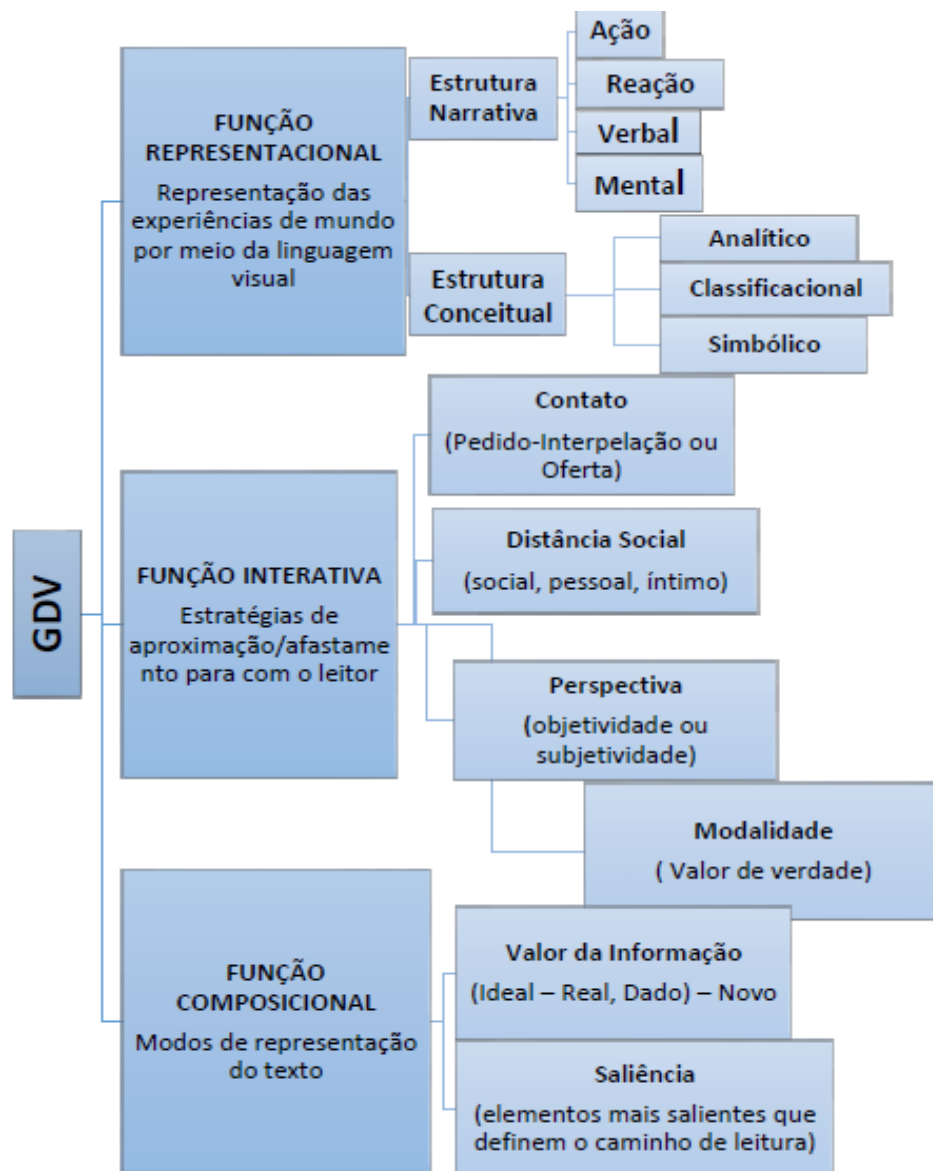 GDV
FUNÇÃO
REPRESENTACIONAL
Representação das
experiências de mundo
por meio da linguagem
visual
Estrutura
Narrativa
Ação
Reação
Verbal
Mental
Estrutura
Conceitual
Analítico
Classificacional
Simbólico
FUNÇÃO INTERATIVA
Estratégias de
aproximação/afastame
nto para com o leitor
Contato
(Pedido-Interpelação ou
Oferta)
Distância Social
(social, pessoal, íntimo)
Perspectiva
(objetividade ou
subjetividade)
Modalidade
( Valor de verdade)
FUNÇÃO
COMPOSICIONAL
Modos de representação
do texto
Valor da Informação
(Ideal – Real, Dado) – Novo
Saliência
(elementos mais salientes que
definem o caminho de leitura)